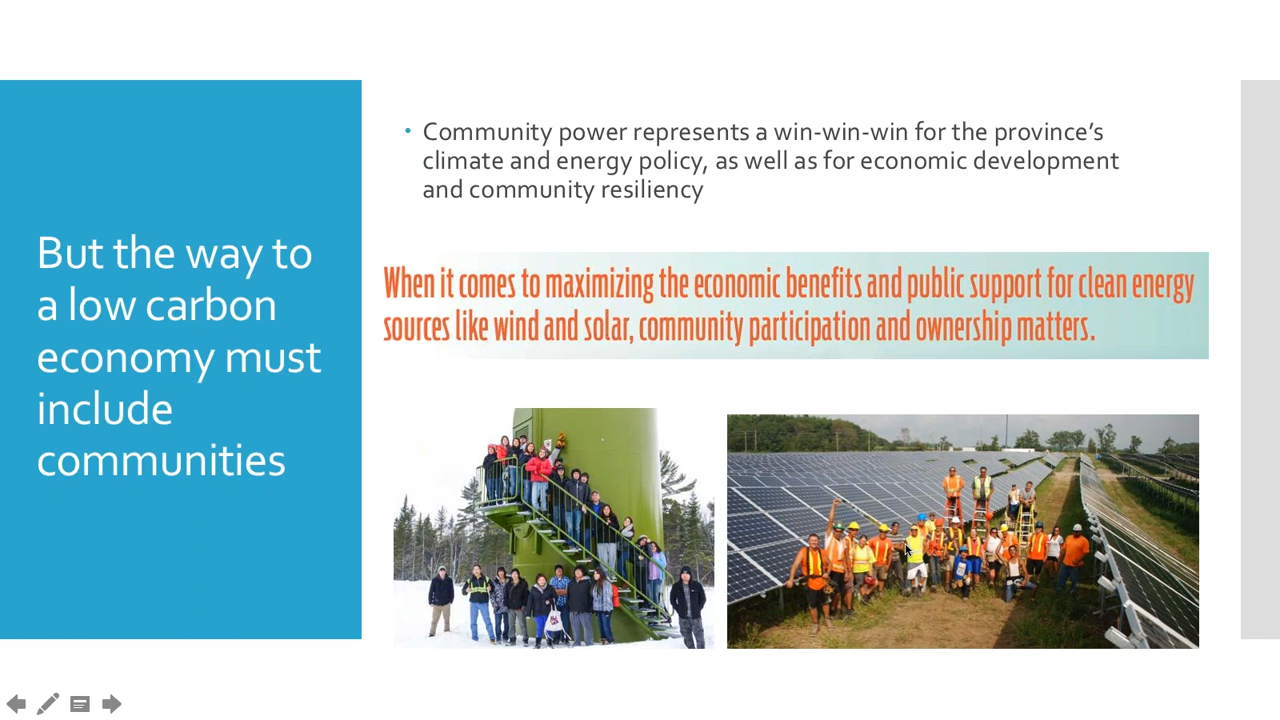 But the way to
a low carbon
economy must
include
communities
• Community power represents a win-win-win for the province’s
climate and energy policy, as well as for economic development
and community resiliency
When it comes to maximizing the economic benefits and public support for clean energy
sources like wind and solar, community participation and ownership matters.